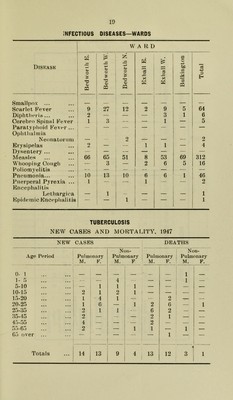 19
INFECTIOUS DISEASES—WARDS
WARD
DISEASE Bedworth E. Bedworth W. Bedworth N. Exhall E. Exhall W. Bulkington Total
Smallpox ... ... — — — — — — —
Scarlet Fever ... 9 27 12 2 9 5 64
Diphtheria ... ... 2 — — — 3 1 6
Cerebro Spinal Fever 1 3 — — 1 — 5
Paratyphoid Fever ... — — — — — — —
Ophthalmia
Neonatorum — — 2 — — — 2
Erysipelas ... 2 — — 1 1 — 4
Dysentery ... ... — — — — — — —
Measles ... ... 66 65 51 8 53 69 312
Whooping Cough — 3 — 2 6 5 16
Poliomyelitis ... — — — — — — —
Pneumonia ... ... 10 13 10 6 6 1 46
Puerperal Pyrexia ... 1 — — 1 — — 2
Encephalitis
Lethargica — 1 — — — — 1
Epidemic Encephalitis — — 1 — — — 1
TUBERCULOSIS
NEW CASES AND MORTALITY, 1947
NEW CASES DEATHS
Age Period Pulmonary Non-Pulmonary Pulmonary Non-Pulmonary
M. F. M. F. M. F. M. F.
0- 1 ... ... — — — — — — 1 —
1- 5 ... ... — — 4 — — — 1 —
5-10 ... ... — 1 1 1 — — — —
10-15 ... ... 2 1 2 1 — — — —
15-20 ... ... 1 4 1 — — 2 — —
20-25 ... ... 1 6 — 1 2 6 — 1
25-35 ... ... 2 1 1 — 6 2 — —
35-45 ... ... 2 — — — 2 1 — —
45-55 ... ... 4 — — — 2 — — —
55-65 ... ... 2 — — 1 1 — 1 —
65 over ... ... — — — — — 1 — —
Totals ... 14 13 9 4 13 12 3 1